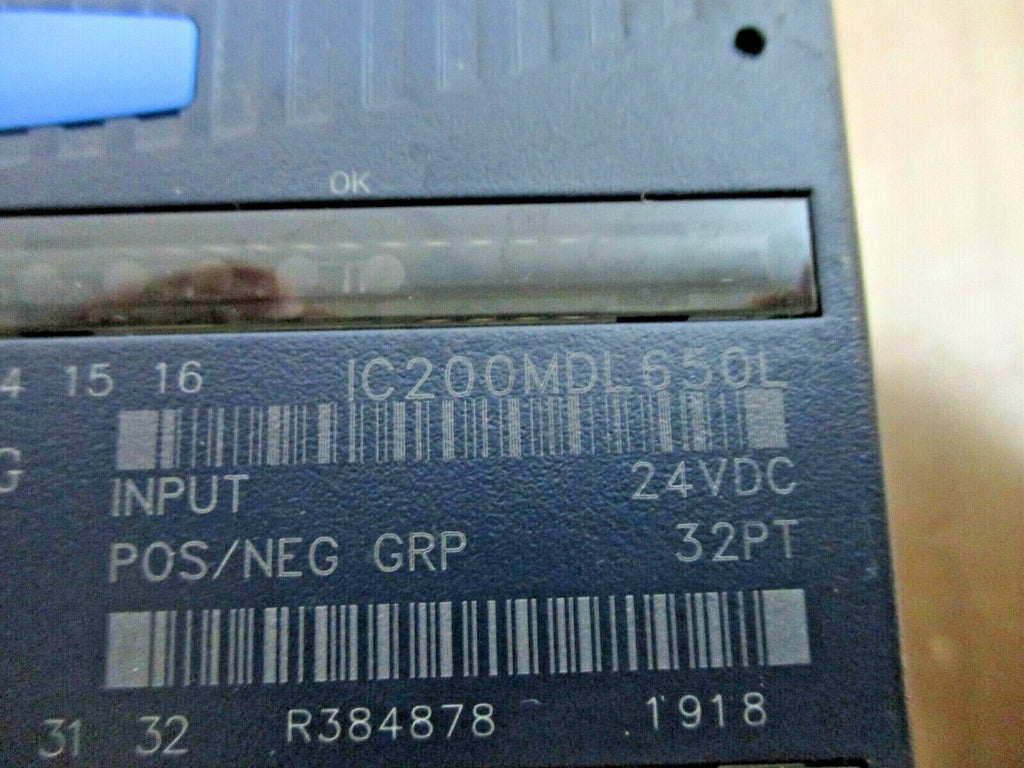 OK
4 15 16 IC200MDL650L
G
INPUT 24VDC
POS/NEG GRP 32PT
31 32 R384878 1918